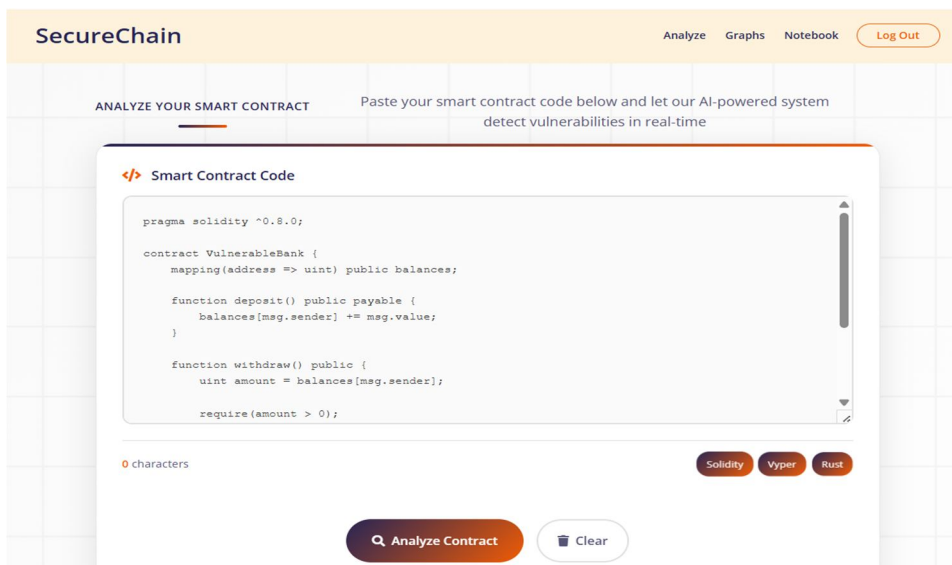 SecureChain
Analyze Graphs Notebook Log Out
ANALYZE YOUR SMART CONTRACT
Paste your smart contract code below and let our AI-powered system
detect vulnerabilities in real-time
</> Smart Contract Code
pragma solidity ^0.8.0;
contract VulnerableBank {
mapping(address => uint) public balances;
function deposit() public payable {
balances[msg.sender] += msg.value;
}
function withdraw() public {
uint amount = balances[msg.sender];
require(amount > 0);
0 characters
Solidity Vyper Rust
Analyze Contract Clear